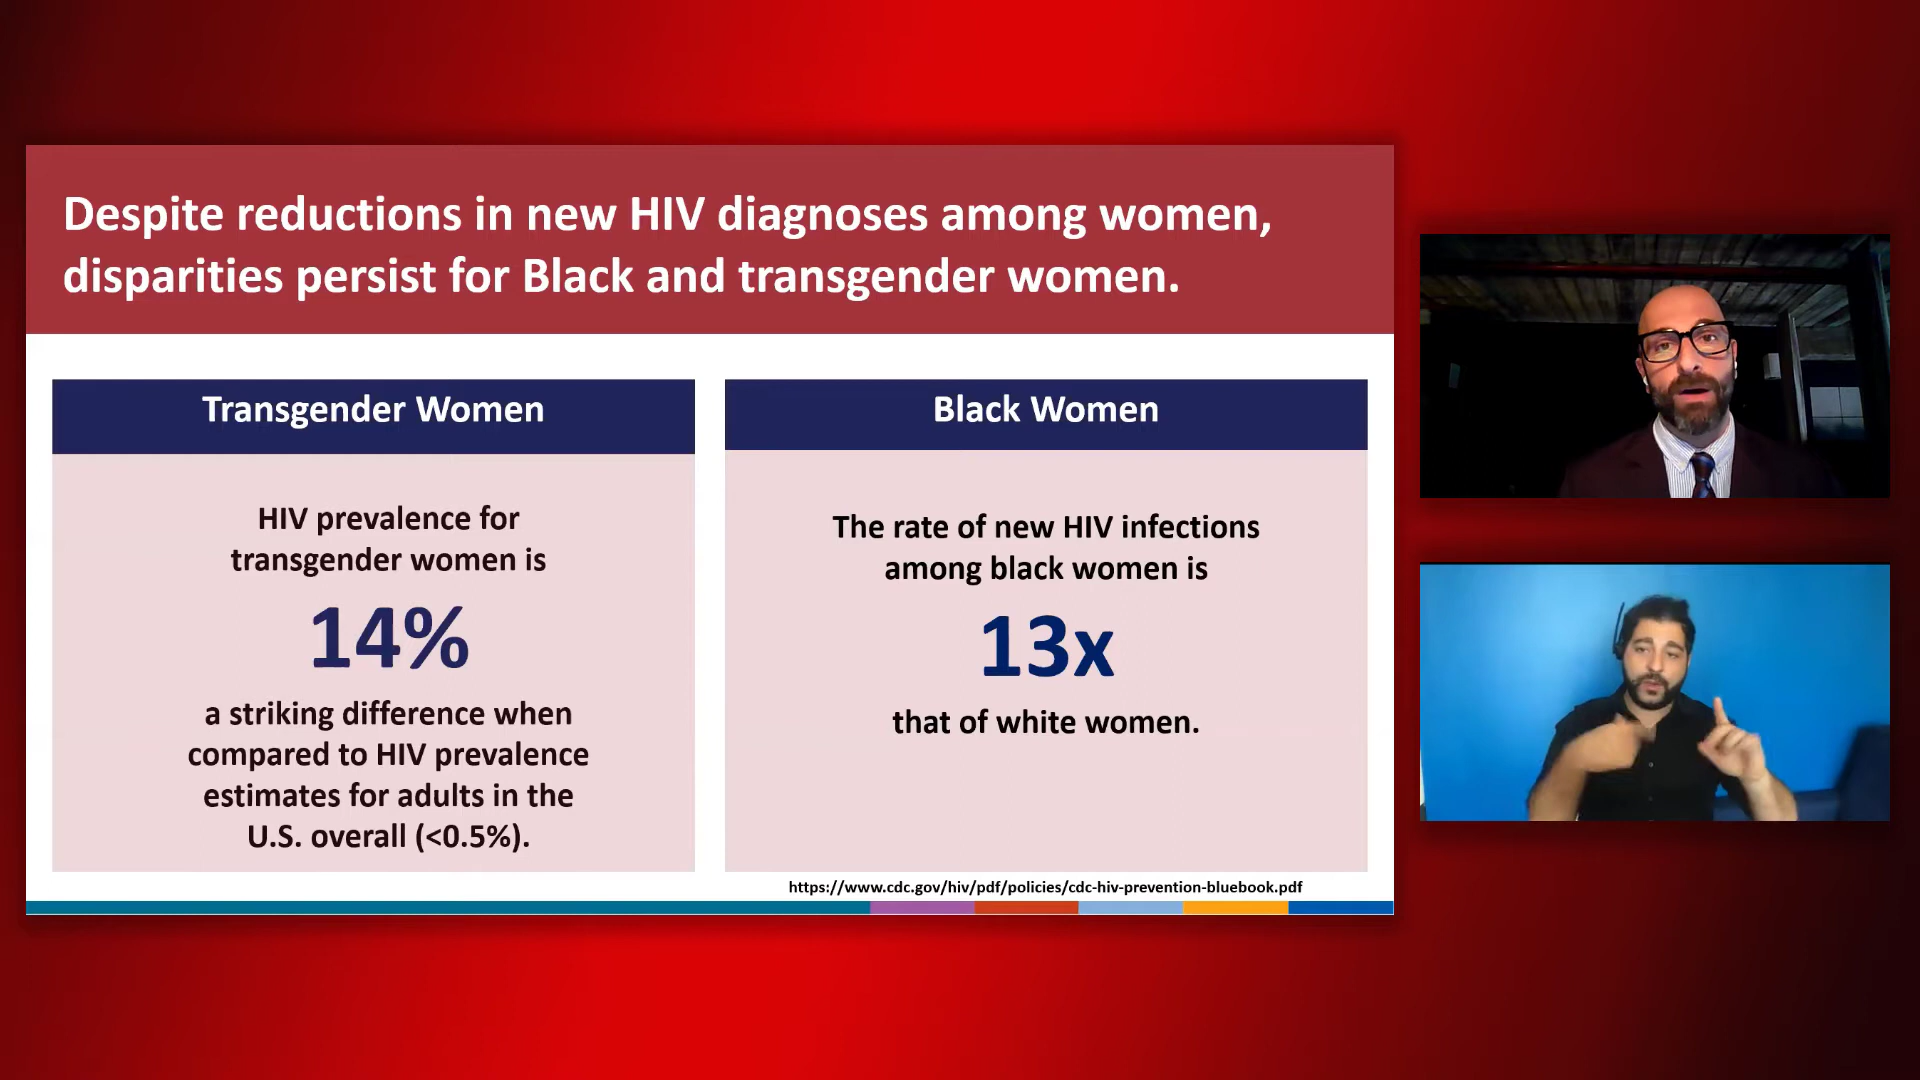 Despite reductions in new HIV diagnoses among women,
disparities persist for Black and transgender women.
Transgender Women
HIV prevalence for
transgender women is
14%
a striking difference when
compared to HIV prevalence
estimates for adults in the
U.S. overall (<0.5%).
Black Women
The rate of new HIV infections
among black women is
13x
that of white women.
https://www.cdc.gov/hiv/pdf/policies/cdc-hiv-prevention-bluebook.pdf